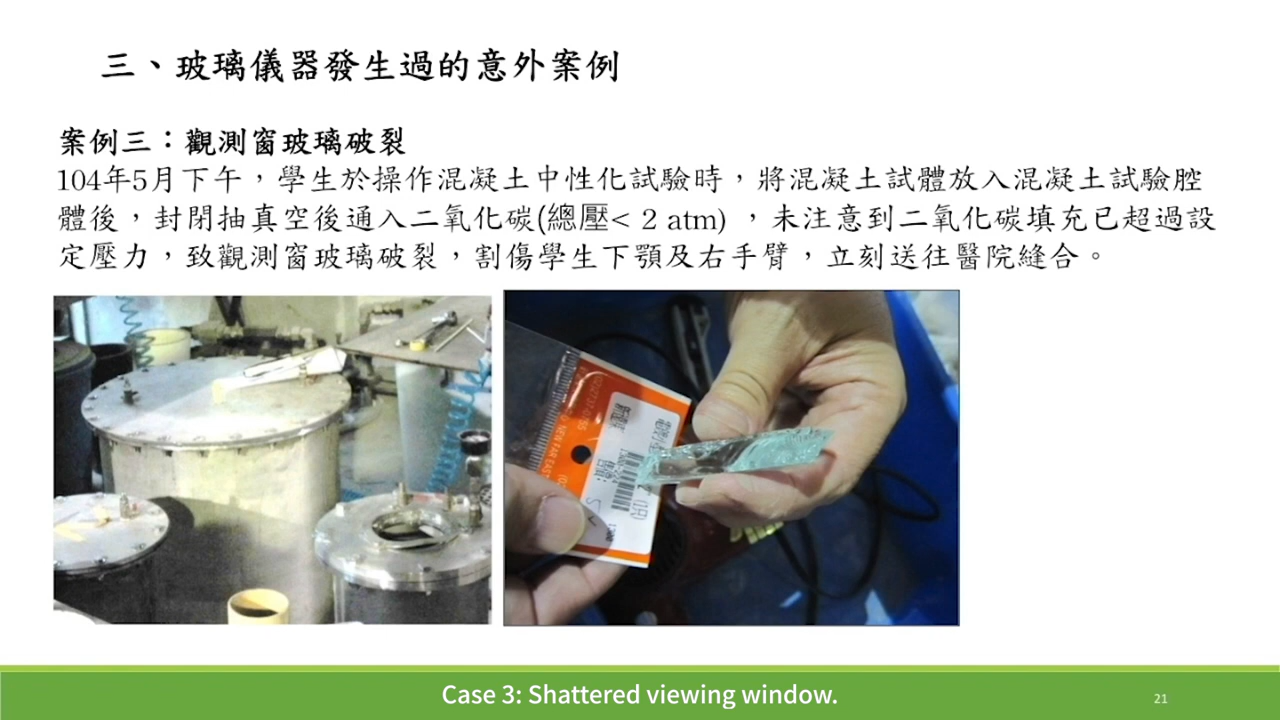 三、玻璃儀器發生過的意外案例
案例三：觀測窗玻璃破裂
104年5月下午，學生於操作混凝土中性化試驗時，將混凝土試體放入混凝土試驗腔
體後，封閉抽真空後通入二氧化碳(總壓< 2 atm) ，未注意到二氧化碳填充已超過設
定壓力，致觀測窗玻璃破裂，割傷學生下顎及右手臂，立刻送往醫院縫合。
NEW FAR EAST
Case 3: Shattered viewing window.
21